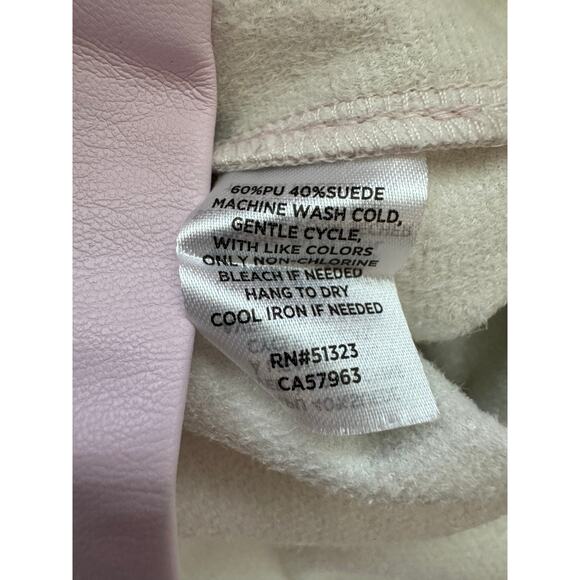 60%PU 40%SUEDE
MACHINE WASH COLD,
GENTLE CYCLE,
WITH LIKE COLORS
ONLY NON-CHLORINE
BLEACH IF NEEDED
HANG TO DRY
COOL IRON IF NEEDED
RN#51323
CA57963